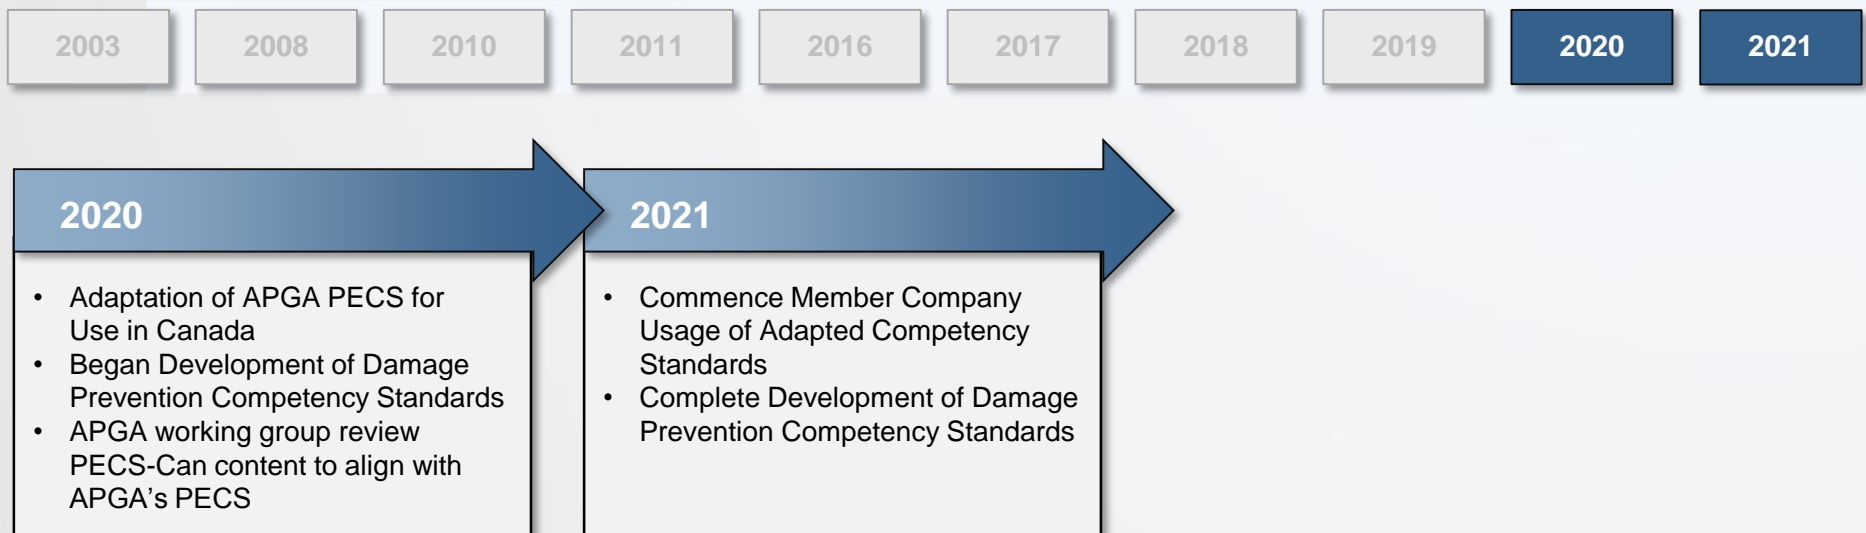 2003 2008 2010 2011 2016 2017 2018 2019 2020 2021
2020
• Adaptation of APGA PECS for
Use in Canada
• Began Development of Damage
Prevention Competency Standards
• APGA working group review
PECS-Can content to align with
APGA’s PECS
2021
• Commence Member Company
Usage of Adapted Competency
Standards
• Complete Development of Damage
Prevention Competency Standards